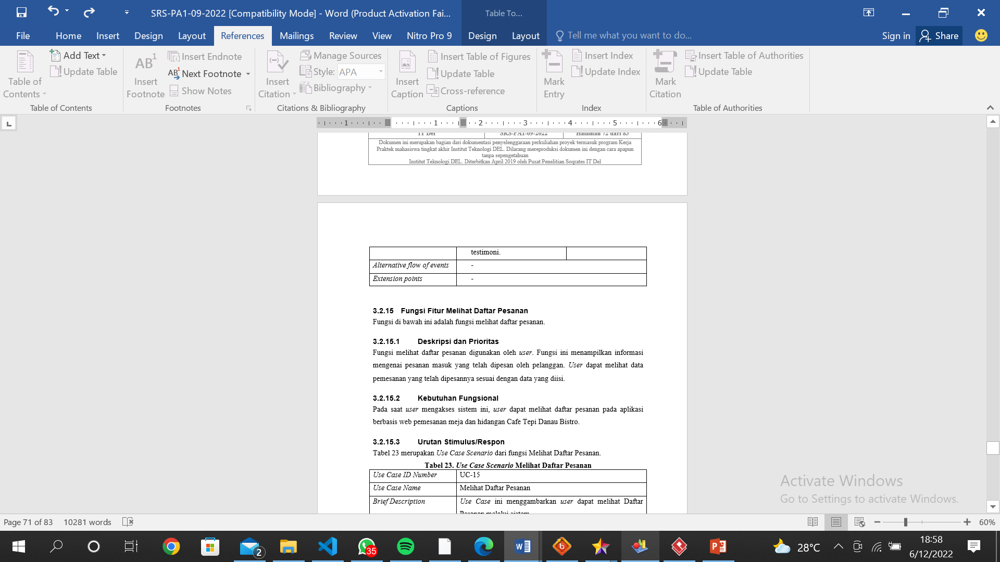 SRS-PA1-09-2022 [Compatibility Mode] - Word (Product Activation Fai...
Table To...
File Home Insert Design Layout References Mailings Review View Nitro Pro 9 Design Layout Tell me what you want to do... Sign in Share
Table of Contents
Add Text
Update Table
Table of Contents
AB1 Insert Footnote
Insert Endnote
AB1 Next Footnote
Show Notes
Footnotes
Insert Citation
Manage Sources
Style: APA
Bibliography
Citations & Bibliography
Insert Caption
Insert Table of Figures
Update Table
Cross-reference
Captions
Mark Entry
Insert Index
Update Index
Index
Mark Citation
Insert Table of Authorities
Update Table
Table of Authorities
1 1 2 3 4 5 6
IT Del SRS-PA1-09-2022 Halaman 72 dari 83
Dokumen ini merupakan bagian dari dokumentasi penyelenggaraan perkuliahan proyek termasuk program Kerja
Praktek mahasiswa tingkat akhir Institut Teknologi DEL. Dilarang mereproduksi dokumen ini dengan cara apapun
tanpa sepengetahuan
Institut Teknologi DEL. Diterbitkan April 2019 oleh Pusat Penelitian Soqrates IT Del
testimoni.
Alternative flow of events -
Extension points -
3.2.15 Fungsi Fitur Melihat Daftar Pesanan
Fungsi di bawah ini adalah fungsi melihat daftar pesanan.
3.2.15.1 Deskripsi dan Prioritas
Fungsi melihat daftar pesanan digunakan oleh user. Fungsi ini menampilkan informasi
mengenai pesanan masuk yang telah dipesan oleh pelanggan. User dapat melihat data
pemesanan yang telah dipesannya sesuai dengan data yang diisi.
3.2.15.2 Kebutuhan Fungsional
Pada saat user mengakses sistem ini, user dapat melihat daftar pesanan pada aplikasi
berbasis web pemesanan meja dan hidangan Cafe Tepi Danau Bistro.
3.2.15.3 Urutan Stimulus/Respon
Tabel 23 merupakan Use Case Scenario dari fungsi Melihat Daftar Pesanan.
Tabel 23. Use Case Scenario Melihat Daftar Pesanan
Use Case ID Number UC-15
Use Case Name Melihat Daftar Pesanan
Brief Description Use Case ini menggambarkan user dapat melihat Daftar
Pesanan melalui sistem
Activate Windows
Go to Settings to activate Windows.
Page 71 of 83 10281 words 60%
2
35
28°C
18:58
6/12/2022